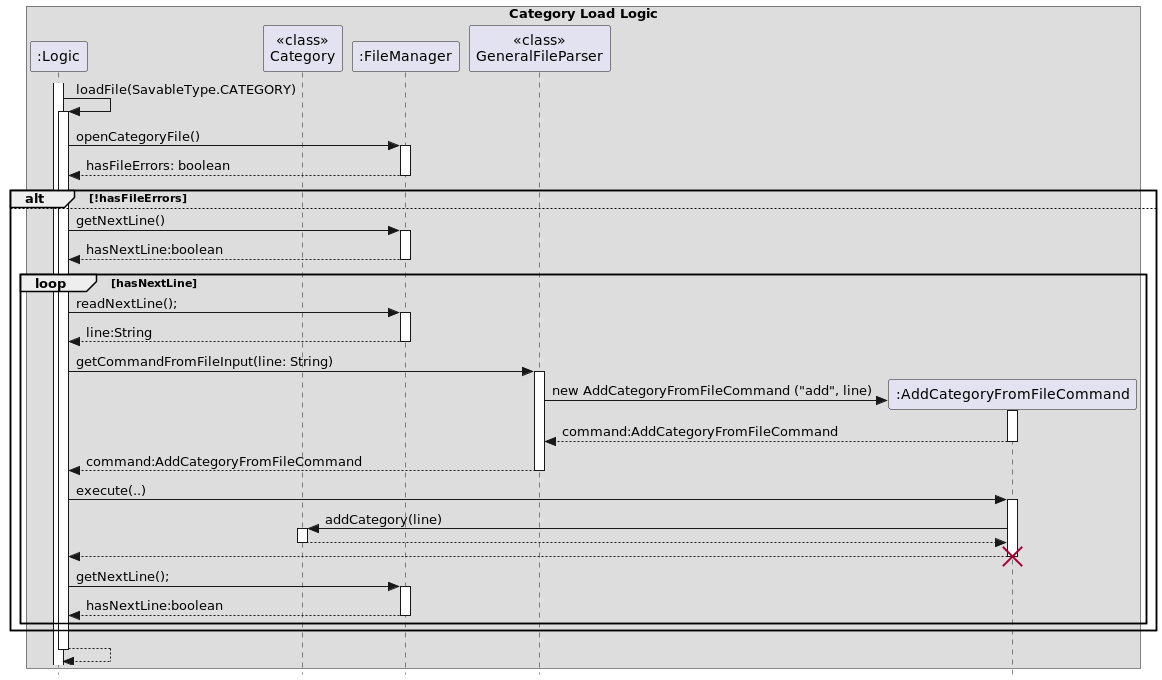 Category Load Logic
:Logic
«class»
Category
:FileManager
«class»
GeneralFileParser
loadFile(SavableType.CATEGORY)
openCategoryFile()
hasFileErrors: boolean
alt [!hasFileErrors]
getNextLine()
hasNextLine:boolean
loop [hasNextLine]
readNextLine();
line:String
getCommandFromFileInput(line: String)
new AddCategoryFromFileCommand ("add", line)
:AddCategoryFromFileCommand
command:AddCategoryFromFileCommand
command:AddCategoryFromFileCommand
execute(..)
addCategory(line)
getNextLine();
hasNextLine:boolean